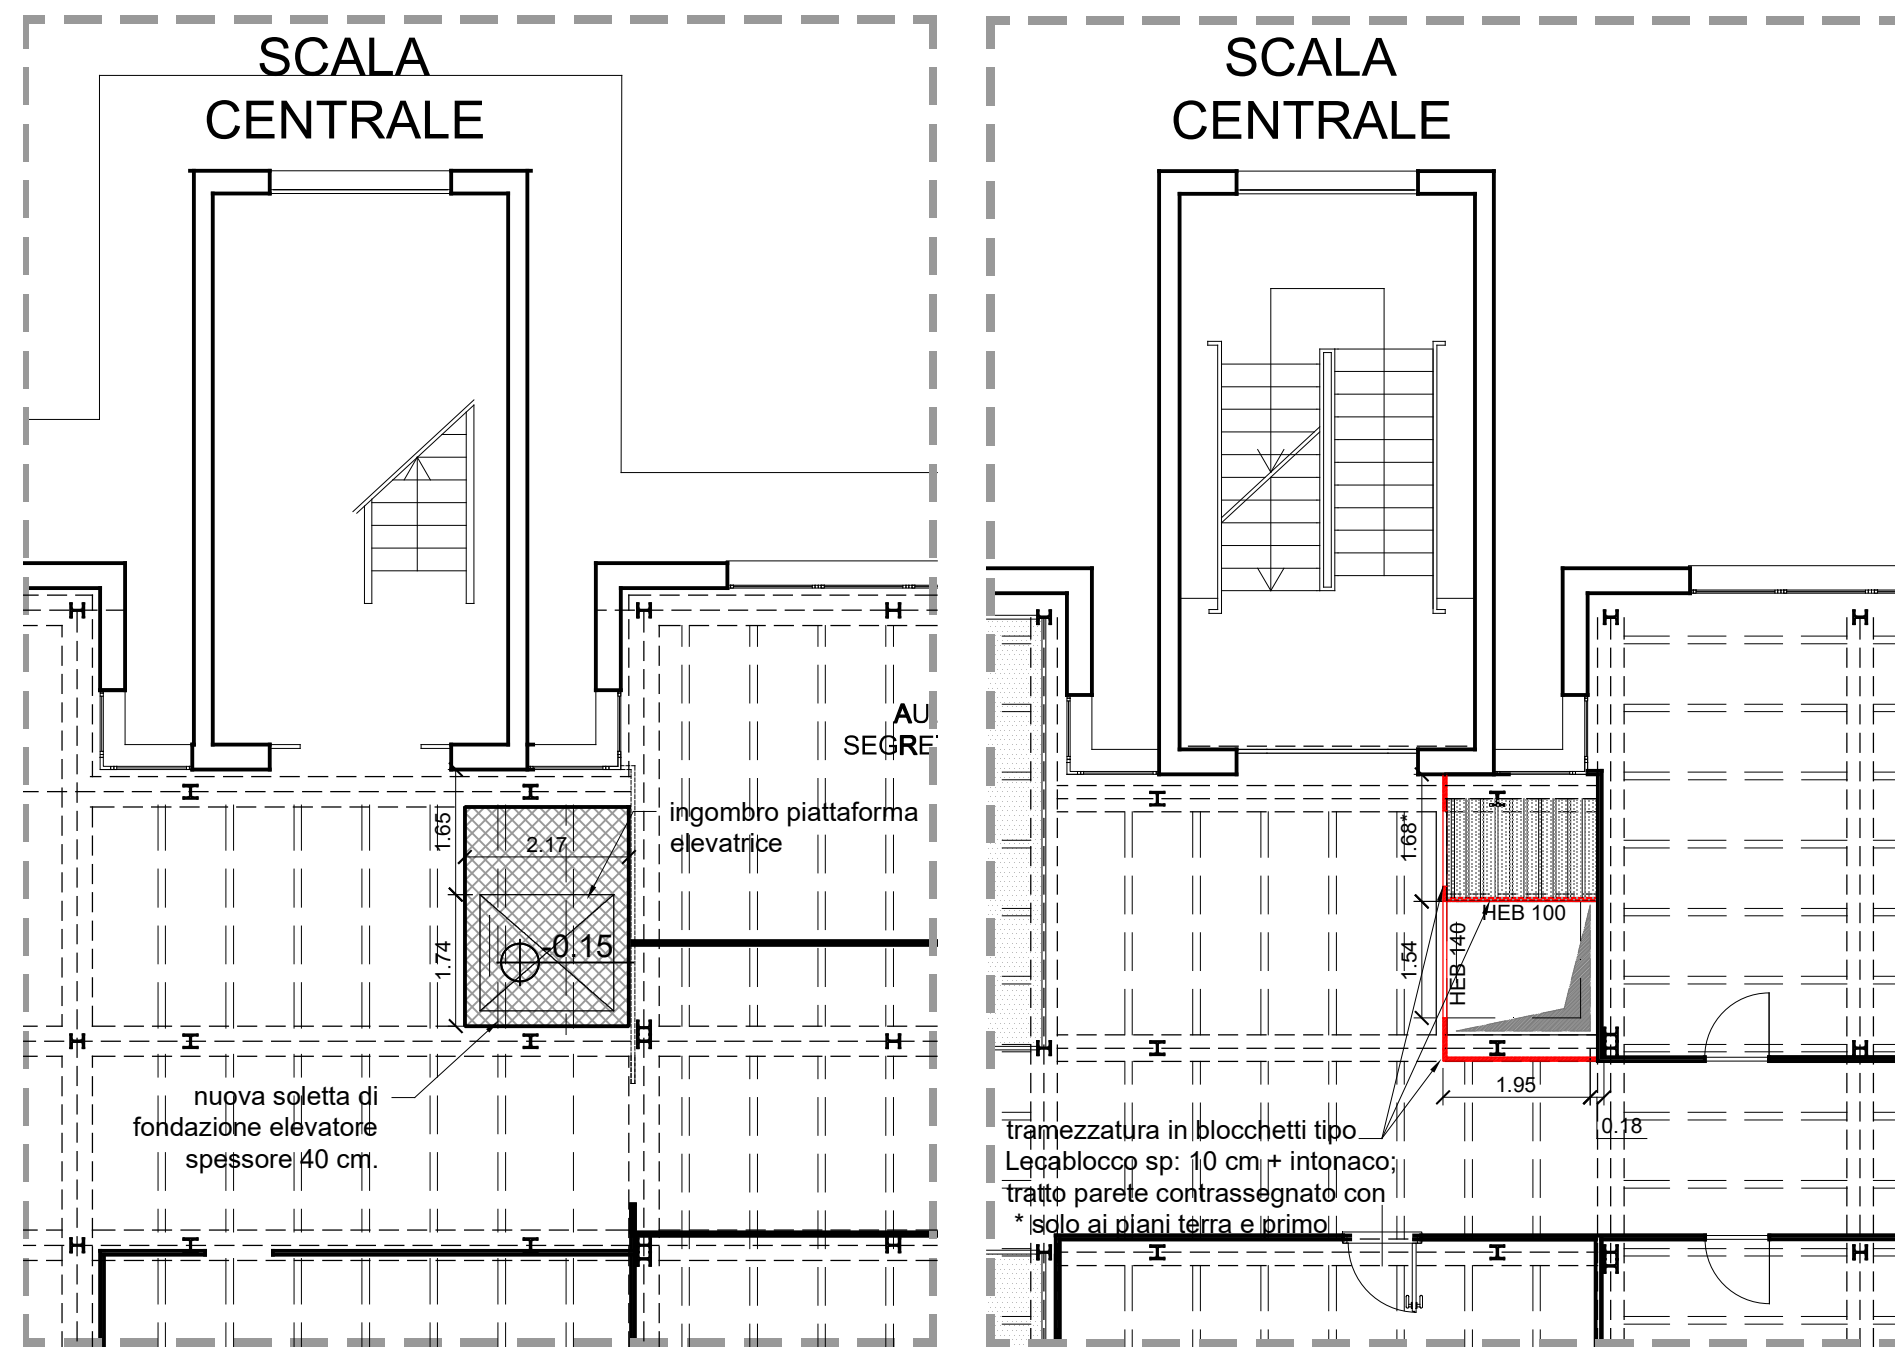 SCALA
CENTRALE
AU
SEGRE
ingombro piattaforma
elevatrice
1.65
2.17
1.74
-0.15
nuova soletta di
fondazione elevatore
spessore 40 cm.
SCALA
CENTRALE
1.68*
HEB 100
HEB 140
1.54
1.95
0.18
tramezzatura in blocchetti tipo
Lecablocco sp: 10 cm + intonaco;
tratto parete contrassegnato con
* solo ai piani terra e primo